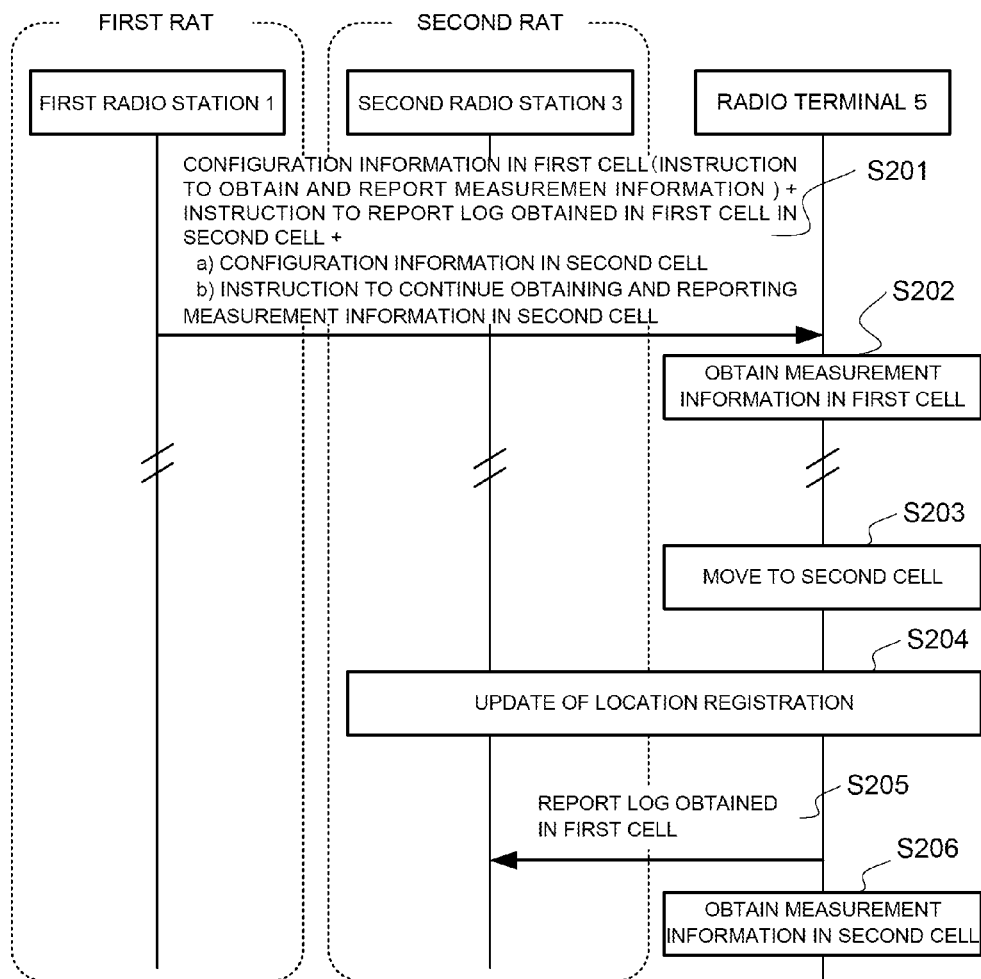 FIRST RAT
SECOND RAT
FIRST RADIO STATION 1
SECOND RADIO STATION 3
RADIO TERMINAL 5
CONFIGURATION INFORMATION IN FIRST CELL (INSTRUCTION
TO OBTAIN AND REPORT MEASUREMEN INFORMATION ) +
INSTRUCTION TO REPORT LOG OBTAINED IN FIRST CELL IN
SECOND CELL +
a) CONFIGURATION INFORMATION IN SECOND CELL
b) INSTRUCTION TO CONTINUE OBTAINING AND REPORTING
MEASUREMENT INFORMATION IN SECOND CELL
S201
S202
OBTAIN MEASUREMENT
INFORMATION IN FIRST CELL
S203
MOVE TO SECOND CELL
S204
UPDATE OF LOCATION REGISTRATION
S205
REPORT LOG OBTAINED
IN FIRST CELL
S206
OBTAIN MEASUREMENT
INFORMATION IN SECOND CELL